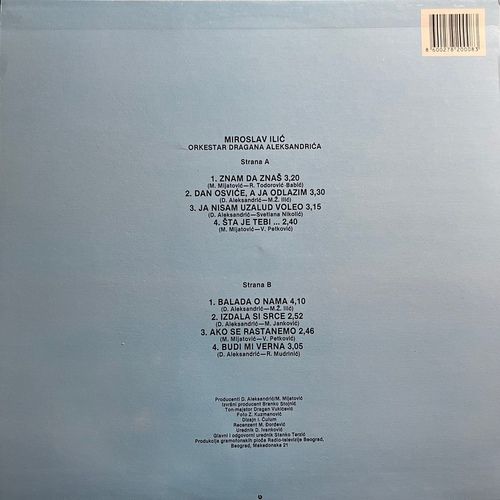 8 600278 200083
MIROSLAV ILIĆ
ORKESTAR DRAGANA ALEKSANDRIĆA
Strana A
1. ZNAM DA ZNAŠ 3,20
(M. Mijatović—R. Todorović Babić)
2. DAN OSVIĆE, A JA ODLAZIM 3,30
(D. Aleksandrić—M.Ž. Ilić)
3. JA NISAM UZALUD VOLEO 3,15
(D. Aleksandrić—Svetlana Nikolić)
4. ŠTA JE TEBI ... 2,40
(M. Mijatović—V. Petković)
Strana B
1. BALADA O NAMA 4,10
(D. Aleksandrić—M.Ž. Ilić)
2. IZDALA SI SRCE 2,52
(D. Aleksandrić—M. Janković)
3. AKO SE RASTANEMO 2,46
(M. Mijatović—V. Petković)
4. BUDI MI VERNA 3,05
(D. Aleksandrić—R. Mudrinić)
Producenti D. Aleksandrić/M. Mijatović
Izvršni producent Branko Stojnić
Ton-majstor Dragan Vukićević
Foto Z. Kuzmanović
Dizajn I. Ćulum
Recenzent M. Đorđević
Urednik D. Ivanković
Glavni i odgovorni urednik Stanko Terzić
Produkcija gramofonskih ploča Radio-televizije Beograd,
Beograd, Makedonska 21